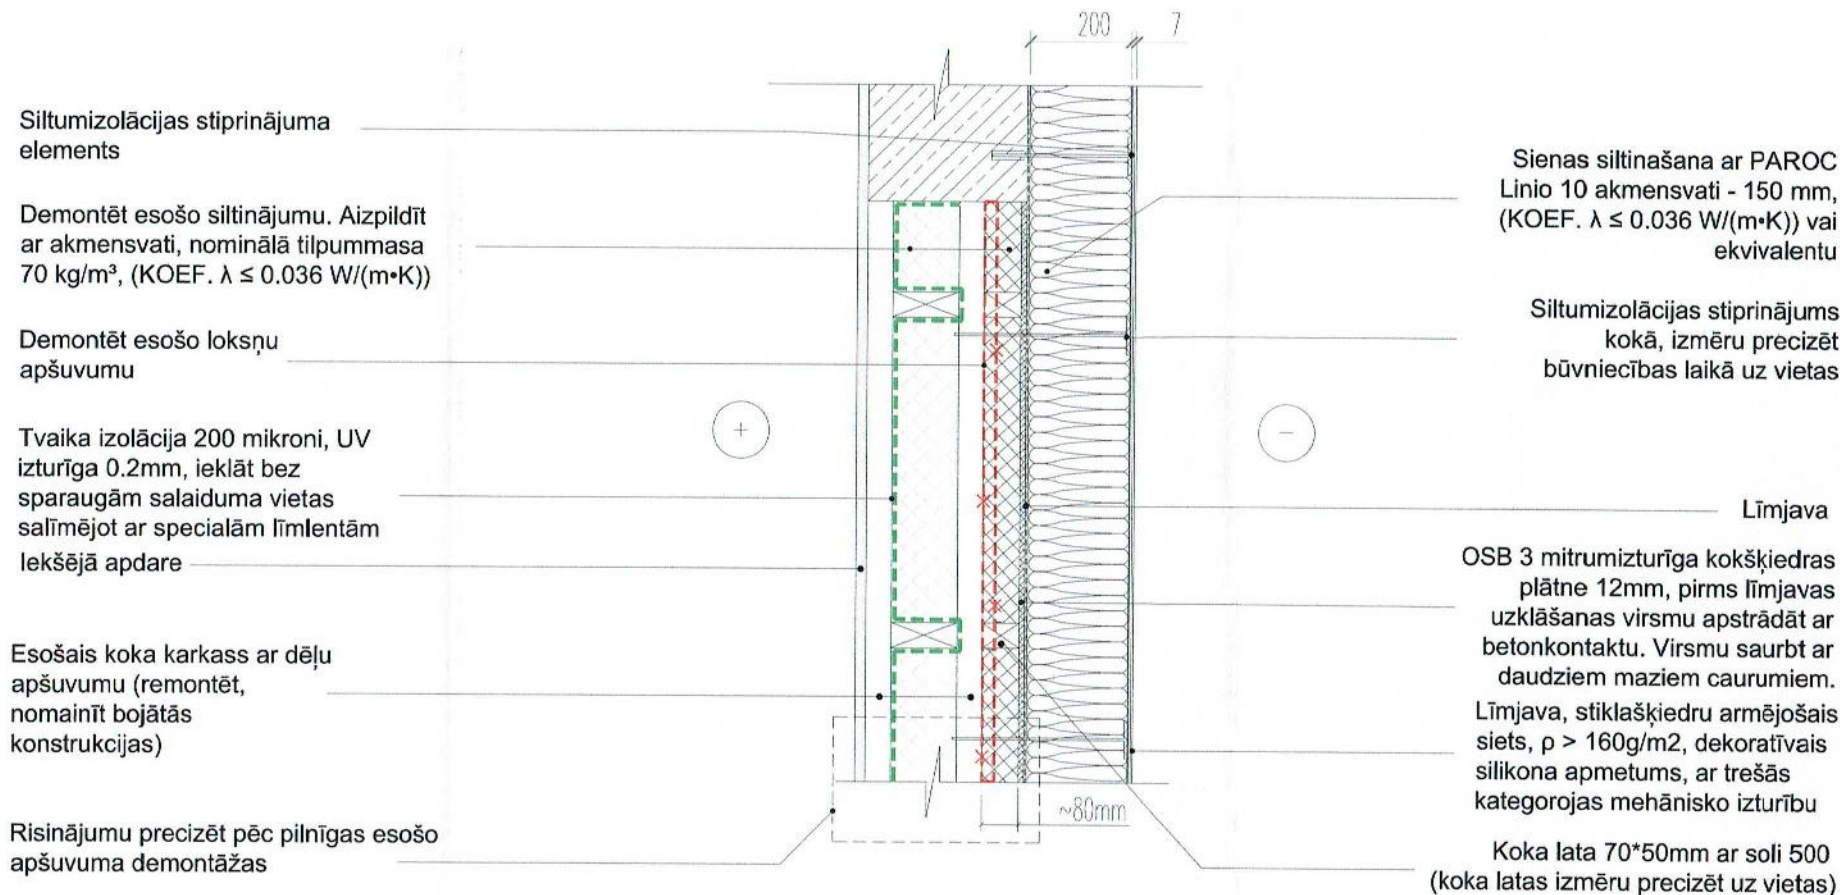 200
7
Siltumizolācijas stiprinājuma
elements
Demontēt esošo siltinājumu. Aizpildīt
ar akmensvati, nominālā tilpummasa
70 kg/m³, (KOEF. λ ≤ 0.036 W/(m•K))
Demontēt esošo loksņu
apšuvumu
Tvaika izolācija 200 mikroni, UV
izturīga 0.2mm, ieklāt bez
sparaugām salaiduma vietas
salīmējot ar specialām līmlentām
Iekšējā apdare
Esošais koka karkass ar dēļu
apšuvumu (remontēt,
nomainīt bojātās
konstrukcijas)
Risinājumu precizēt pēc pilnīgas esošo
apšuvuma demontāžas
+
−
~80mm
Sienas siltinašana ar PAROC
Linio 10 akmensvati - 150 mm,
(KOEF. λ ≤ 0.036 W/(m•K)) vai
ekvivalentu
Siltumizolācijas stiprinājums
kokā, izmēru precizēt
būvniecības laikā uz vietas
Līmjava
OSB 3 mitrumizturīga kokšķiedras
plātne 12mm, pirms līmjavas
uzklāšanas virsmu apstrādāt ar
betonkontaktu. Virsmu saurbt ar
daudziem maziem caurumiem.
Līmjava, stiklašķiedru armējošais
siets, ρ > 160g/m2, dekoratīvais
silikona apmetums, ar trešās
kategorojas mehānisko izturību
Koka lata 70*50mm ar soli 500
(koka latas izmēru precizēt uz vietas)